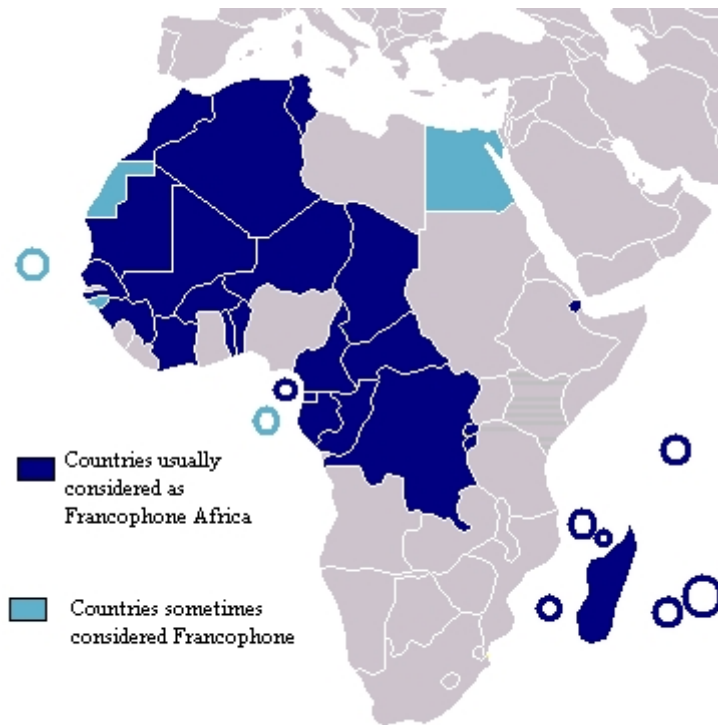 Countries usually
considered as
Francophone Africa
Countries sometimes
considered Francophone